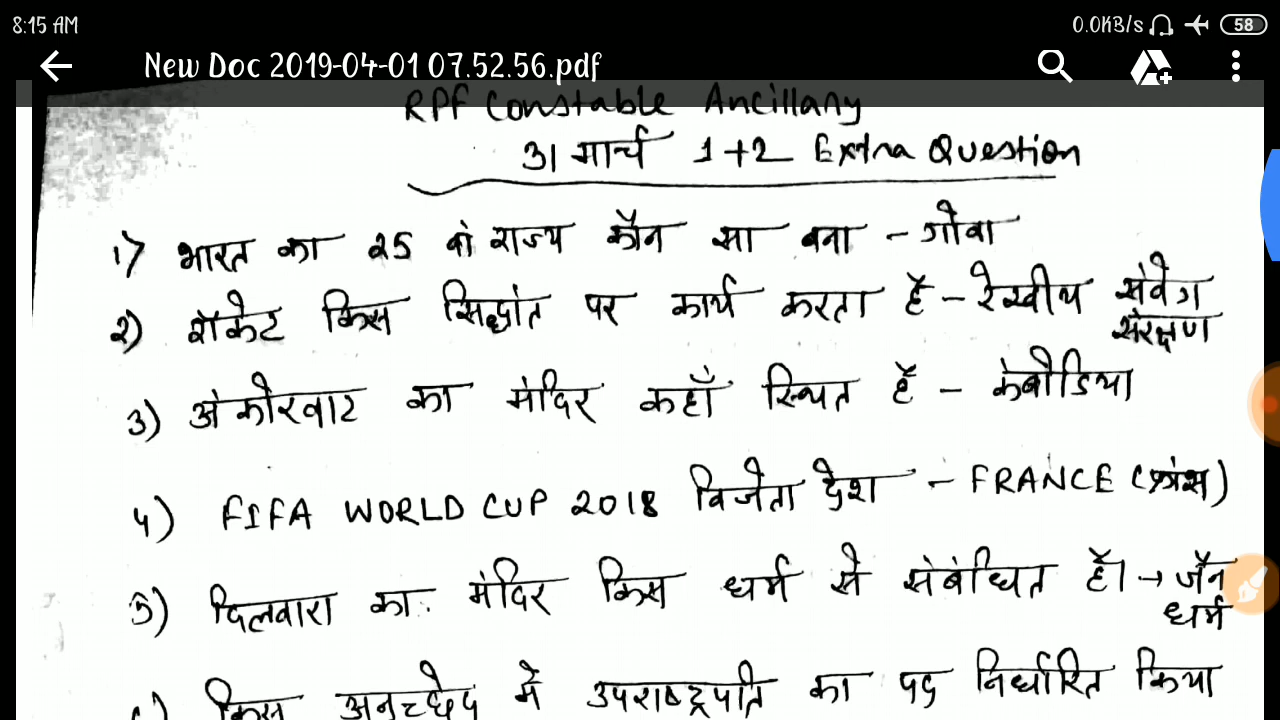 8:15 AM 0.0KB/s 58
New Doc 2019-04-01 07.52.56.pdf
RPF Constable Ancillany
31 मार्च 1+2 Extra Question
1) भारत का 25 वां राज्य कौन सा बना - गोवा
2) रॉकेट किस सिद्धांत पर कार्य करता है - रेखीय संवेग
संरक्षण
3) अंकोरवाट का मंदिर कहाँ स्थित है - कंबोडिया
4) FIFA WORLD CUP 2018 विजेता देश - FRANCE (फ्रांस)
5) दिलवारा का मंदिर किस धर्म से संबंधित है। → जैन
धर्म
किस अनुच्छेद में उपराष्ट्रपति का पद निर्धारित किया